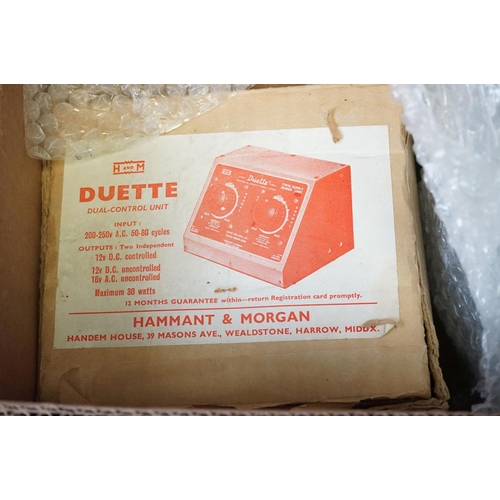 H AND M
DUETTE
DUAL-CONTROL UNIT
INPUT:
200-250v A.C. 50-80 cycles
OUTPUTS: Two Independent
12v D.C. controlled
12v D.C. uncontrolled
16v A.C. uncontrolled
Maximum 30 watts
Duette
12 MONTHS GUARANTEE within—return Registration card promptly.
HAMMANT & MORGAN
HANDEM HOUSE, 39 MASONS AVE., WEALDSTONE, HARROW, MIDDX.